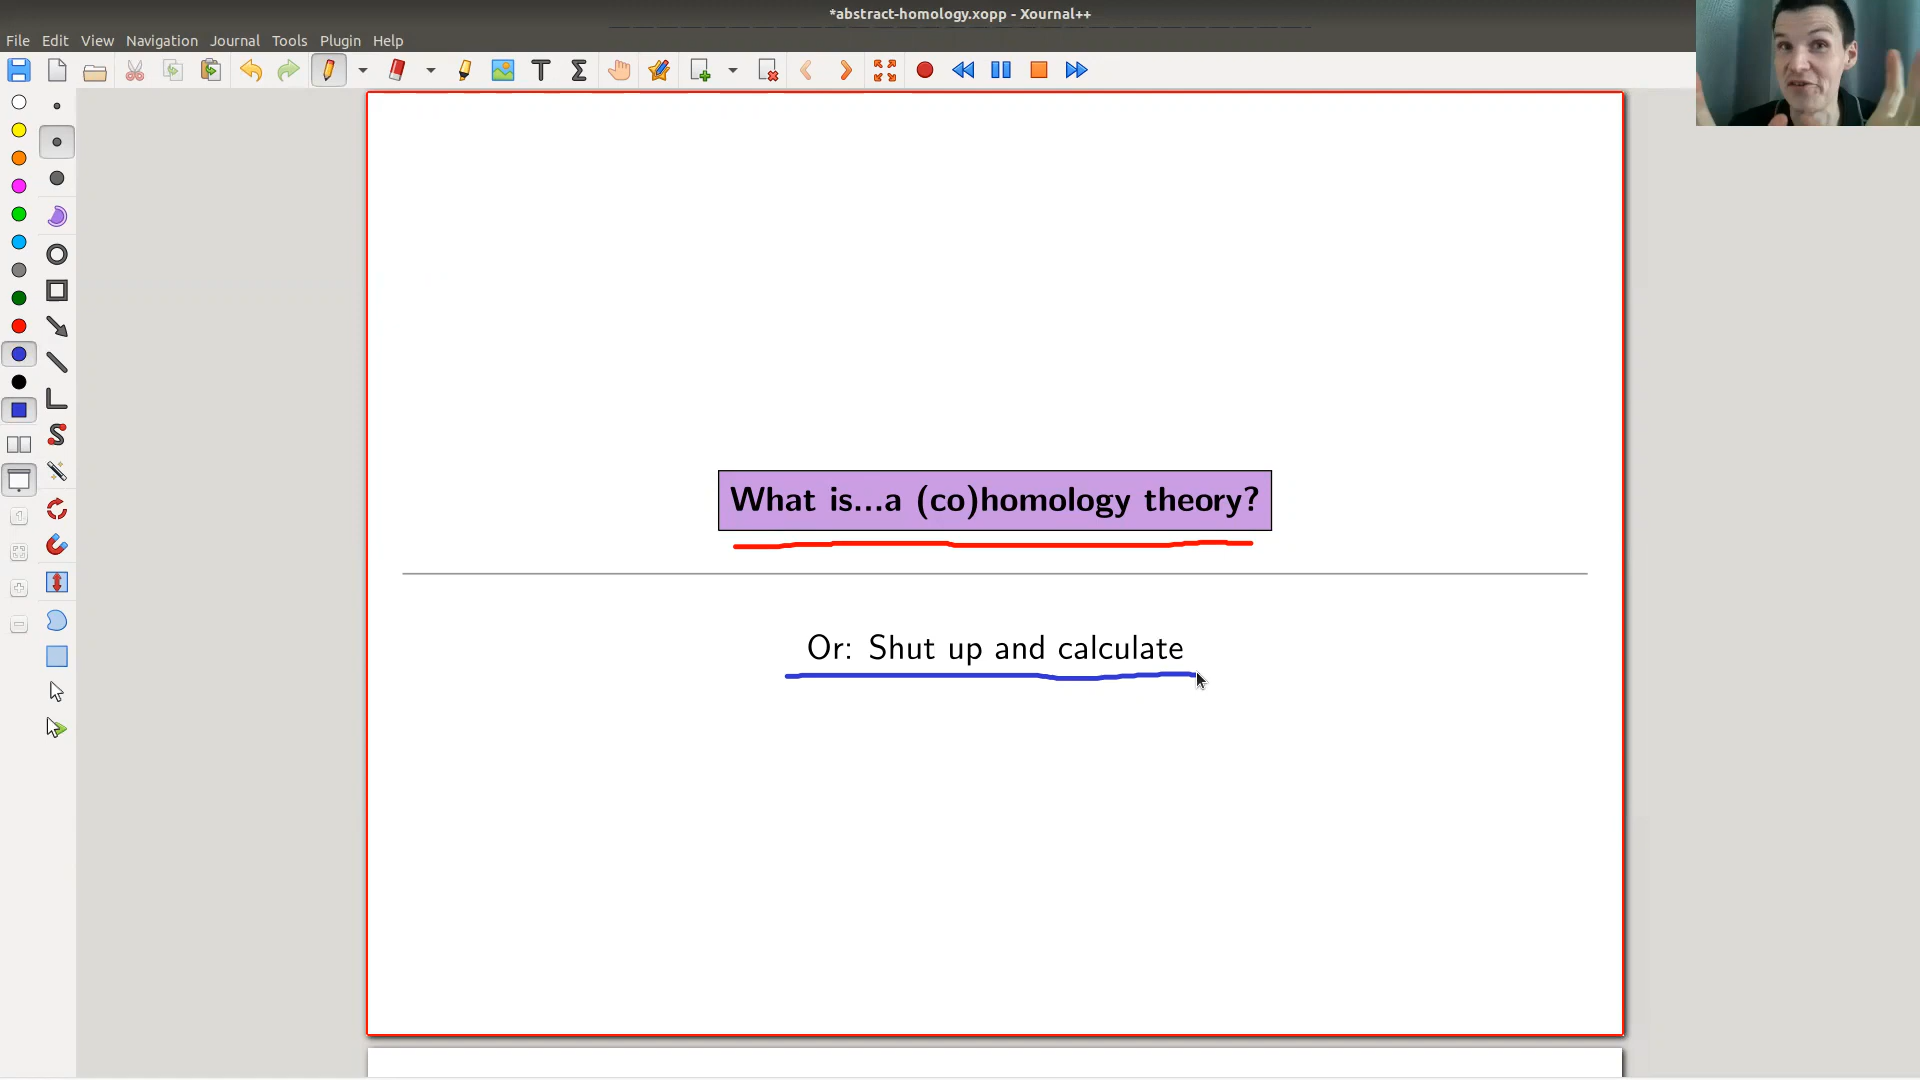 *abstract-homology.xopp - Xournal++
File Edit View Navigation Journal Tools Plugin Help
What is...a (co)homology theory?
Or: Shut up and calculate